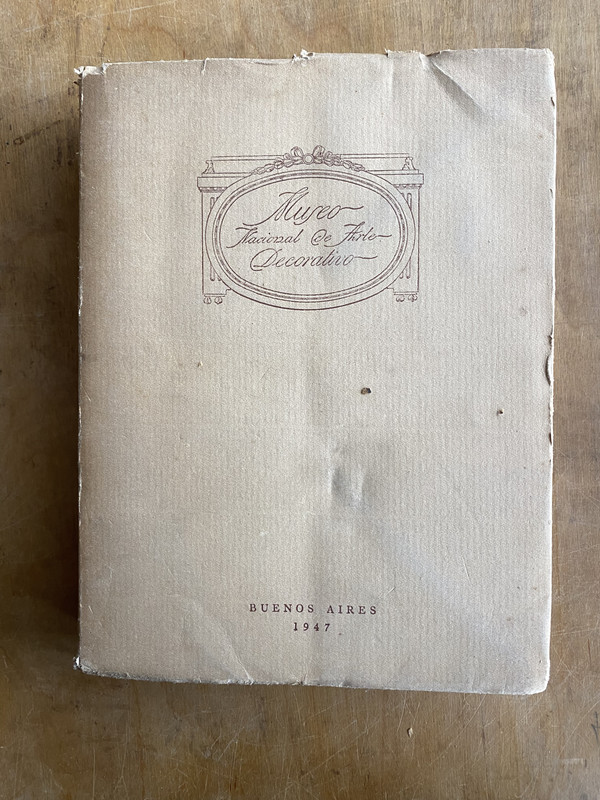 Museo
Nacional De Arte
Decorativo
BUENOS AIRES
1947